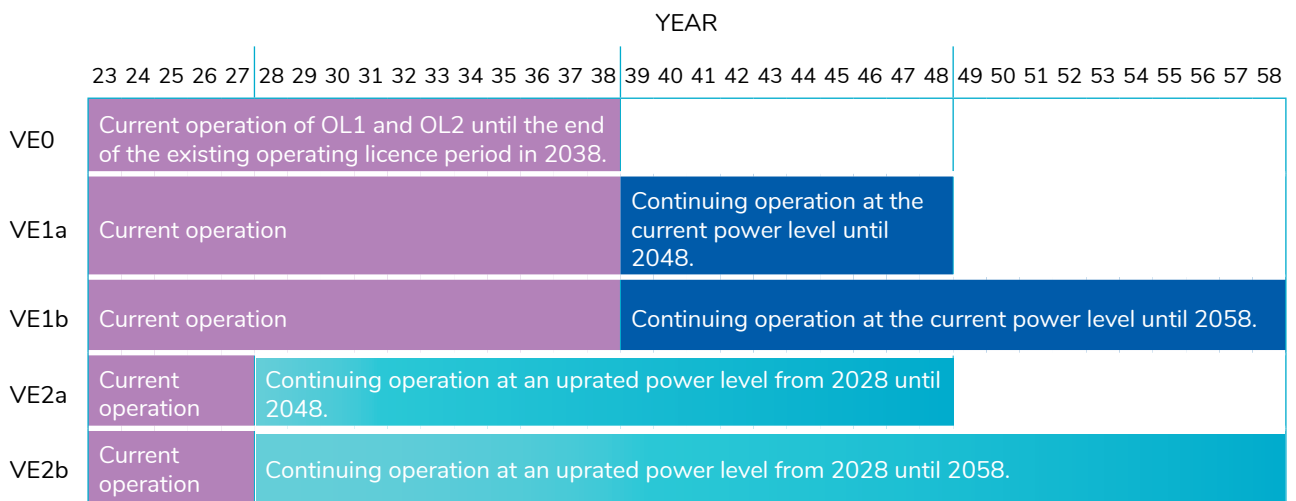 YEAR
23 24 25 26 27 28 29 30 31 32 33 34 35 36 37 38 39 40 41 42 43 44 45 46 47 48 49 50 51 52 53 54 55 56 57 58
VE0
Current operation of OL1 and OL2 until the end
of the existing operating licence period in 2038.
VE1a
Current operation
Continuing operation at the
current power level until
2048.
VE1b
Current operation
Continuing operation at the current power level until 2058.
VE2a
Current
operation
Continuing operation at an uprated power level from 2028 until
2048.
VE2b
Current
operation
Continuing operation at an uprated power level from 2028 until 2058.